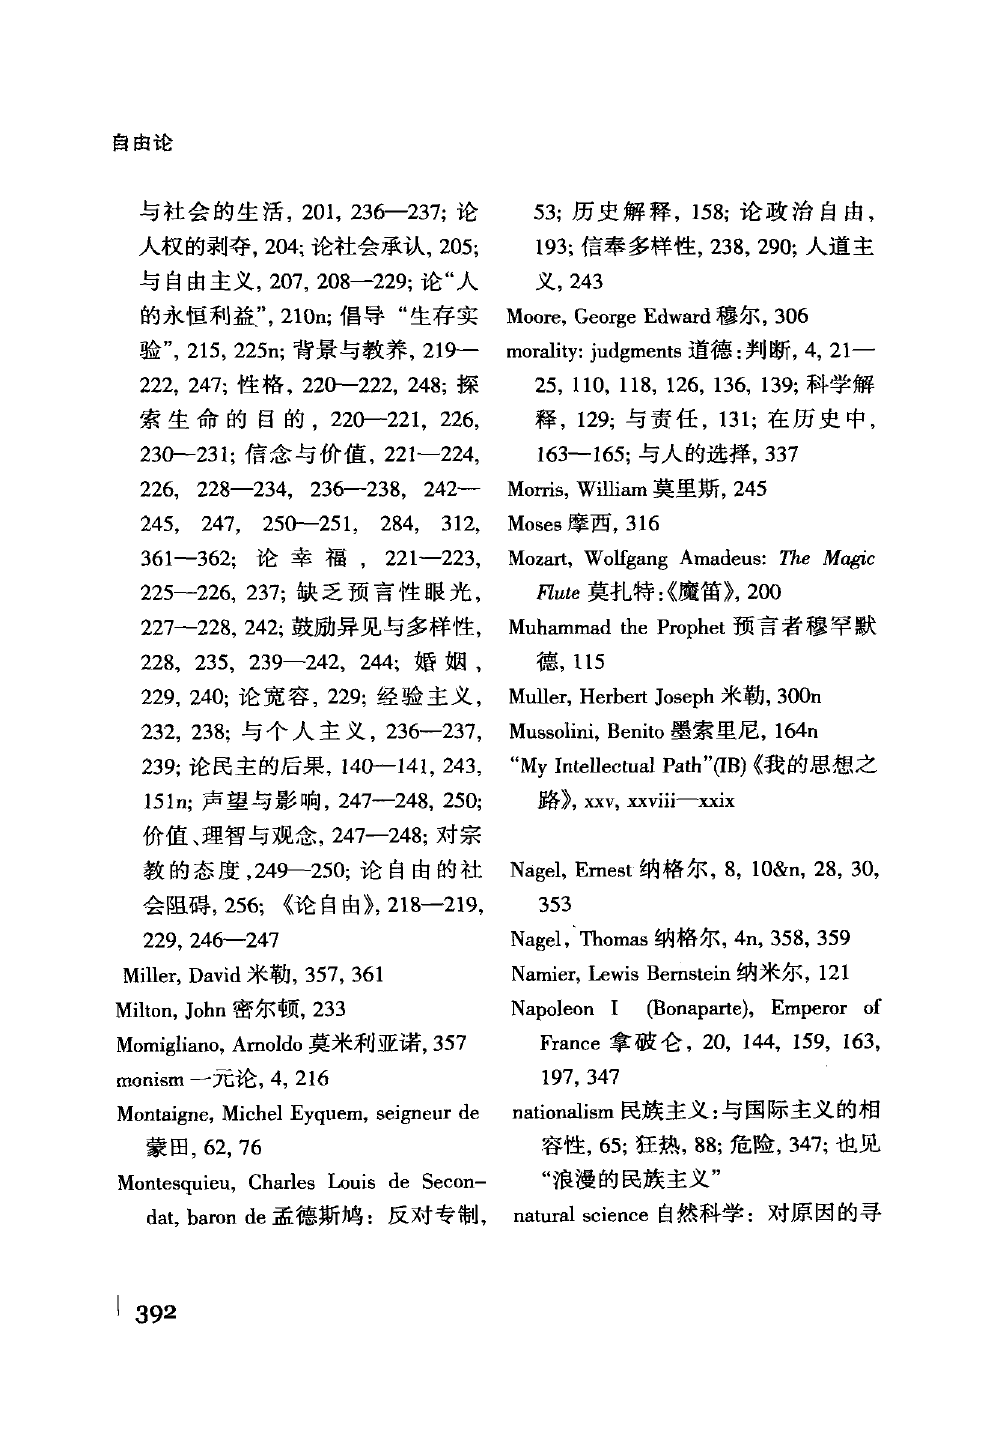 自由论
与社会的生活, 201, 236—237; 论
人权的剥夺, 204; 论社会承认, 205;
与自由主义, 207, 208—229; 论“人
的永恒利益”, 210n; 倡导 “生存实
验”, 215, 225n; 背景与教养, 219—
222, 247; 性格, 220—222, 248; 探
索生命的目的, 220—221, 226,
230—231; 信念与价值, 221—224,
226, 228—234, 236—238, 242—
245, 247, 250—251, 284, 312,
361—362; 论幸福, 221—223,
225—226, 237; 缺乏预言性眼光,
227—228, 242; 鼓励异见与多样性,
228, 235, 239—242, 244; 婚姻,
229, 240; 论宽容, 229; 经验主义,
232, 238; 与个人主义, 236—237,
239; 论民主的后果, 140—141, 243,
151n; 声望与影响, 247—248, 250;
价值、理智与观念, 247—248; 对宗
教的态度,249—250; 论自由的社
会阻碍, 256; 《论自由》, 218—219,
229, 246—247
Miller, David 米勒, 357, 361
Milton, John 密尔顿, 233
Momigliano, Arnoldo 莫米利亚诺, 357
monism 一元论, 4, 216
Montaigne, Michel Eyquem, seigneur de
蒙田, 62, 76
Montesquieu, Charles Louis de Secon-
dat, baron de 孟德斯鸠: 反对专制,
53; 历史解释, 158; 论政治自由,
193; 信奉多样性, 238, 290; 人道主
义, 243
Moore, George Edward 穆尔, 306
morality: judgments 道德:判断, 4, 21—
25, 110, 118, 126, 136, 139; 科学解
释, 129; 与责任, 131; 在历史中,
163—165; 与人的选择, 337
Morris, William 莫里斯, 245
Moses 摩西, 316
Mozart, Wolfgang Amadeus: The Magic
Flute 莫扎特:《魔笛》, 200
Muhammad the Prophet 预言者穆罕默
德, 115
Muller, Herbert Joseph 米勒, 300n
Mussolini, Benito 墨索里尼, 164n
“My Intellectual Path”(IB)《我的思想之
路》, xxv, xxviii—xxix
Nagel, Ernest 纳格尔, 8, 10&n, 28, 30,
353
Nagel, Thomas 纳格尔, 4n, 358, 359
Namier, Lewis Bernstein 纳米尔, 121
Napoleon I (Bonaparte), Emperor of
France 拿破仑, 20, 144, 159, 163,
197, 347
nationalism 民族主义:与国际主义的相
容性, 65; 狂热, 88; 危险, 347; 也见
“浪漫的民族主义”
natural science 自然科学: 对原因的寻
392